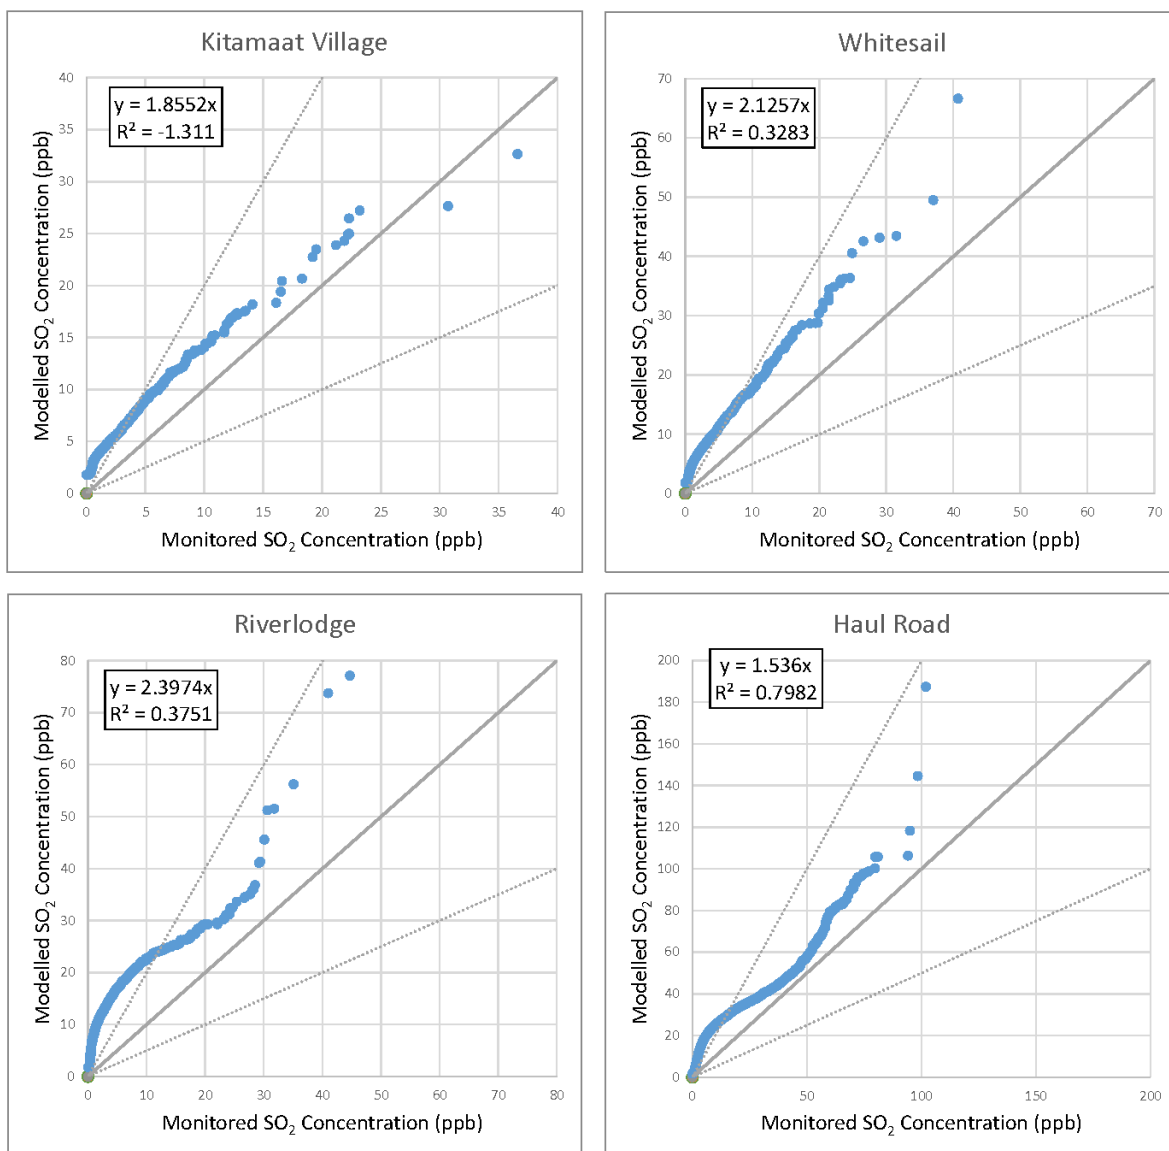 Kitamaat Village
y = 1.8552x
R² = -1.311
Modelled SO₂ Concentration (ppb)
40
35
30
25
20
15
10
5
0
0 5 10 15 20 25 30 35 40
Monitored SO₂ Concentration (ppb)
Whitesail
y = 2.1257x
R² = 0.3283
Modelled SO₂ Concentration (ppb)
70
60
50
40
30
20
10
0
0 10 20 30 40 50 60 70
Monitored SO₂ Concentration (ppb)
Riverlodge
y = 2.3974x
R² = 0.3751
Modelled SO₂ Concentration (ppb)
80
70
60
50
40
30
20
10
0
0 10 20 30 40 50 60 70 80
Monitored SO₂ Concentration (ppb)
Haul Road
y = 1.536x
R² = 0.7982
Modelled SO₂ Concentration (ppb)
200
180
160
140
120
100
80
60
40
20
0
0 50 100 150 200
Monitored SO₂ Concentration (ppb)